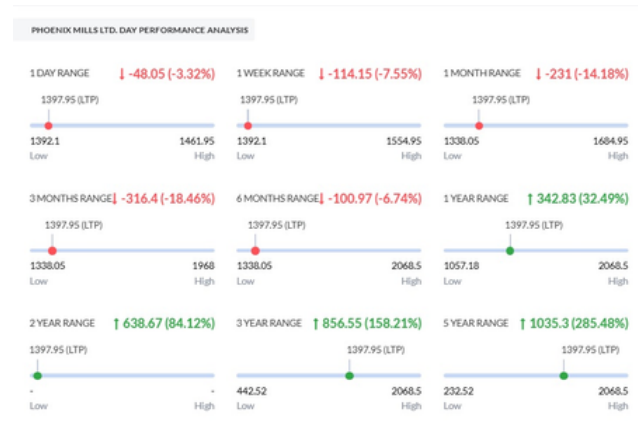 PHOENIX MILLS LTD. DAY PERFORMANCE ANALYSIS
1 DAY RANGE ↓ -48.05 (-3.32%)
1397.95 (LTP)
1392.1 1461.95
Low High
1 WEEK RANGE ↓ -114.15 (-7.55%)
1397.95 (LTP)
1392.1 1554.95
Low High
1 MONTH RANGE ↓ -231 (-14.18%)
1397.95 (LTP)
1338.05 1684.95
Low High
3 MONTHS RANGE ↓ -316.4 (-18.46%)
1397.95 (LTP)
1338.05 1968
Low High
6 MONTHS RANGE ↓ -100.97 (-6.74%)
1397.95 (LTP)
1338.05 2068.5
Low High
1 YEAR RANGE ↑ 342.83 (32.49%)
1397.95 (LTP)
1057.18 2068.5
Low High
2 YEAR RANGE ↑ 638.67 (84.12%)
1397.95 (LTP)
- -
Low High
3 YEAR RANGE ↑ 856.55 (158.21%)
1397.95 (LTP)
442.52 2068.5
Low High
5 YEAR RANGE ↑ 1035.3 (285.48%)
1397.95 (LTP)
232.52 2068.5
Low High